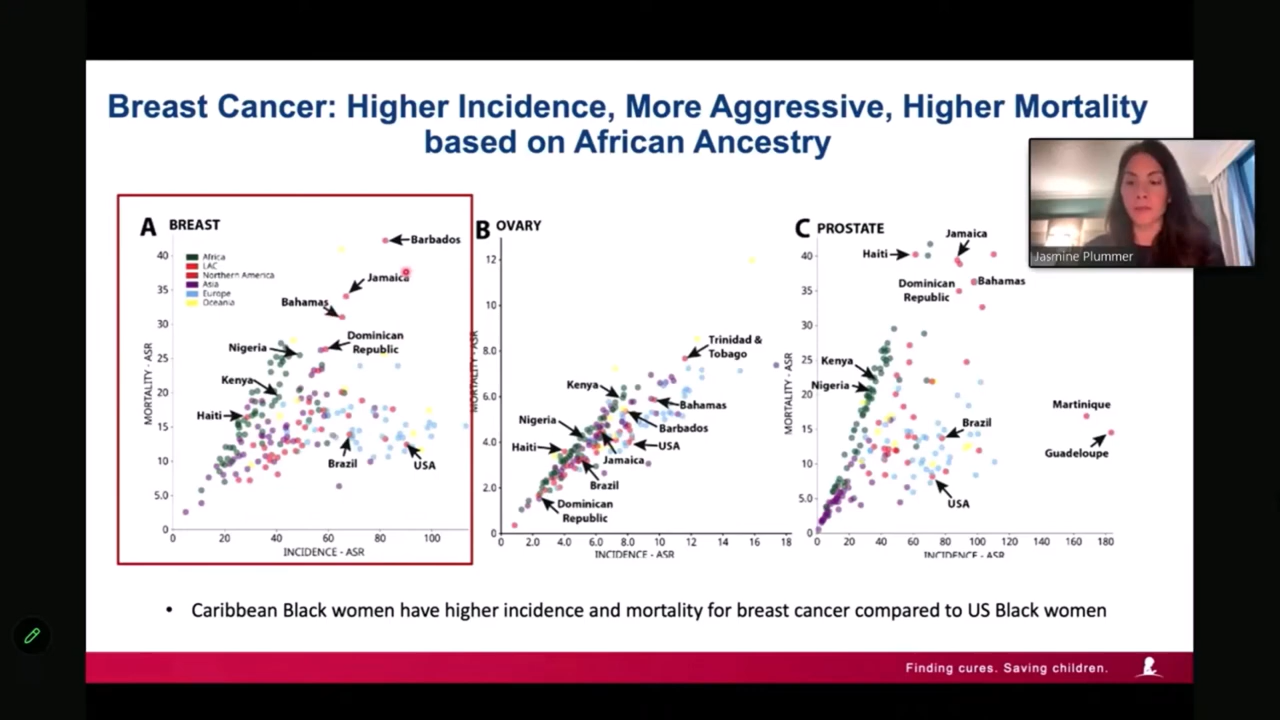 Breast Cancer: Higher Incidence, More Aggressive, Higher Mortality
based on African Ancestry
Jasmine Plummer
A BREAST
Africa
LAC
Northern America
Asia
Europe
Oceania
Barbados
Jamaica
Bahamas
Dominican
Republic
Nigeria
Kenya
Haiti
Brazil
USA
MORTALITY - ASR
40
35
30
25
20
15
10
5.0
0
0 20 40 60 80 100
INCIDENCE - ASR
B OVARY
Trinidad &
Tobago
Kenya
Bahamas
Nigeria
Barbados
Haiti
USA
Jamaica
Brazil
Dominican
Republic
MORTALITY - ASR
12
10
8.0
6.0
4.0
2.0
0
0 2.0 4.0 6.0 8.0 10 12 14 16 18
INCIDENCE - ASR
C PROSTATE
Jamaica
Haiti
Dominican
Republic
Bahamas
Kenya
Nigeria
Martinique
Brazil
Guadeloupe
USA
MORTALITY - ASR
40
35
30
25
20
15
10
5.0
0
0 20 40 60 80 100 120 140 160 180
INCIDENCE - ASR
• Caribbean Black women have higher incidence and mortality for breast cancer compared to US Black women
Finding cures. Saving children.